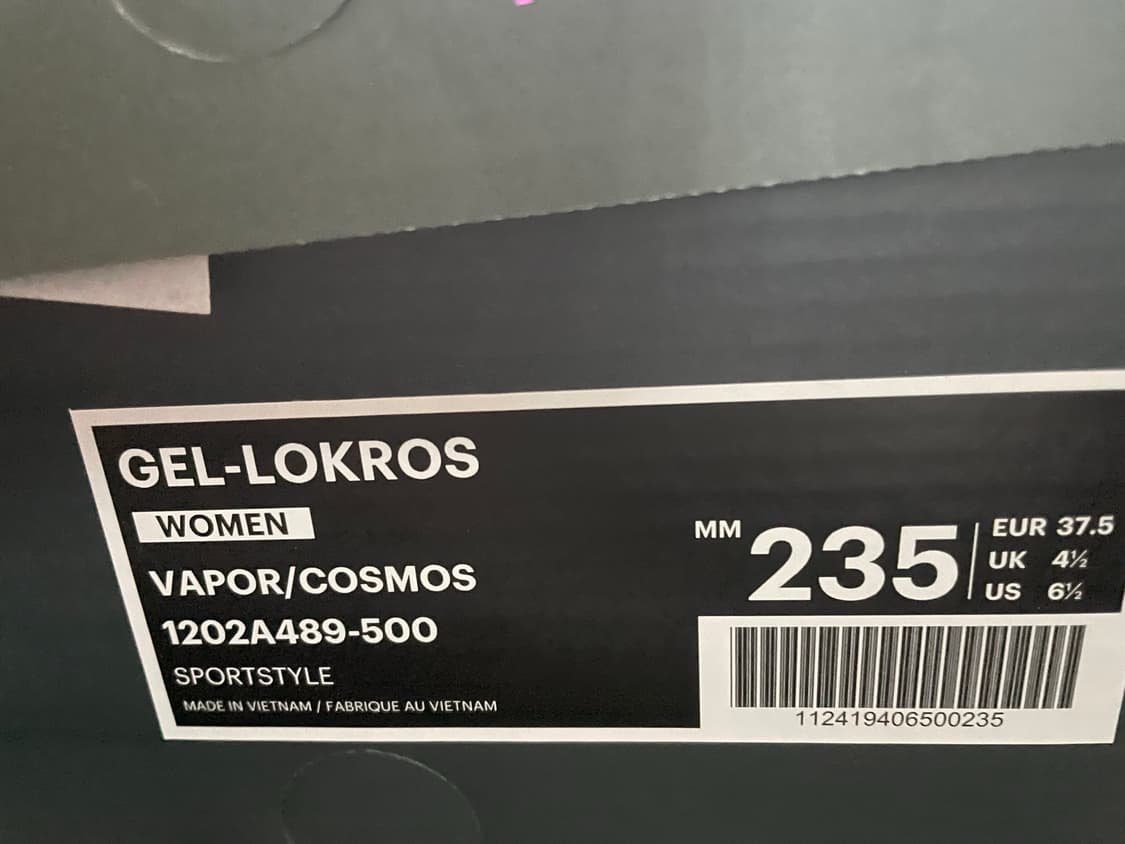 GEL-LOKROS
WOMEN
VAPOR/COSMOS
1202A489-500
SPORTSTYLE
MADE IN VIETNAM / FABRIQUE AU VIETNAM
MM 235
EUR 37.5
UK 4½
US 6½
112419406500235